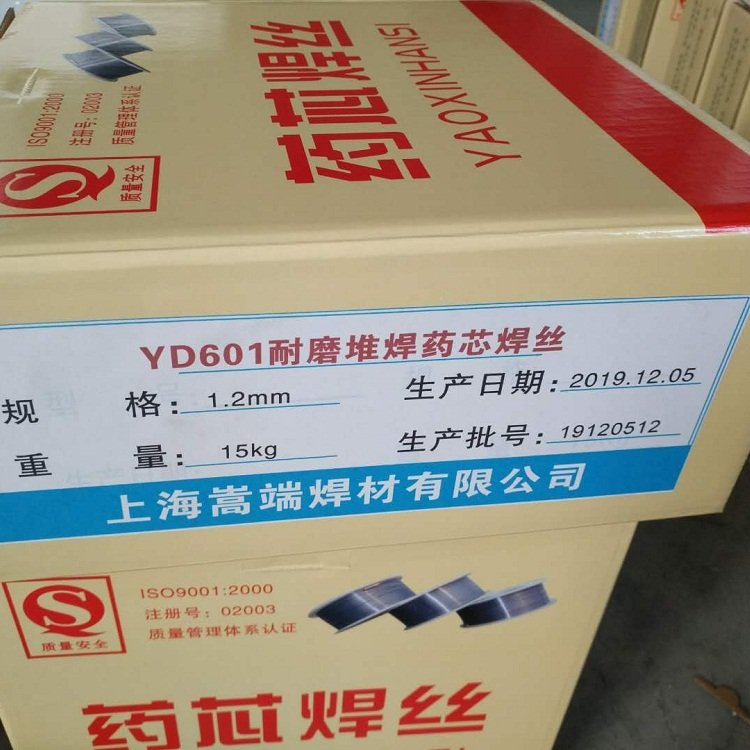 ISO9001:2000
注册号:02003
质量管理体系认证
质量安全
药芯焊丝
YAOXINHANSI
YD601耐磨堆焊药芯焊丝
规格: 1.2mm 生产日期: 2019.12.05
重量: 15kg 生产批号: 19120512
上海嵩端焊材有限公司
ISO9001:2000
注册号:02003
质量管理体系认证
质量安全
药芯焊丝